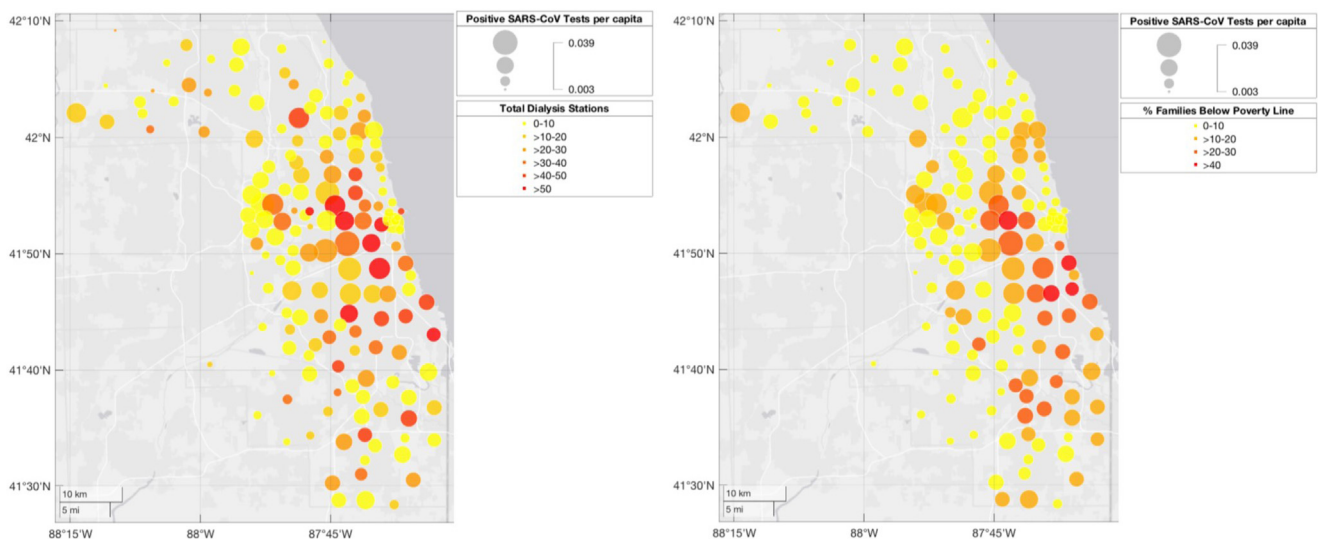 42°10'N
42°N
41°50'N
41°40'N
41°30'N
88°15'W
88°W
87°45'W
10 km
5 mi
Positive SARS-CoV Tests per capita
0.039
0.003
Total Dialysis Stations
0-10
>10-20
>20-30
>30-40
>40-50
>50
42°10'N
42°N
41°50'N
41°40'N
41°30'N
88°15'W
88°W
87°45'W
10 km
5 mi
Positive SARS-CoV Tests per capita
0.039
0.003
% Families Below Poverty Line
0-10
>10-20
>20-30
>40